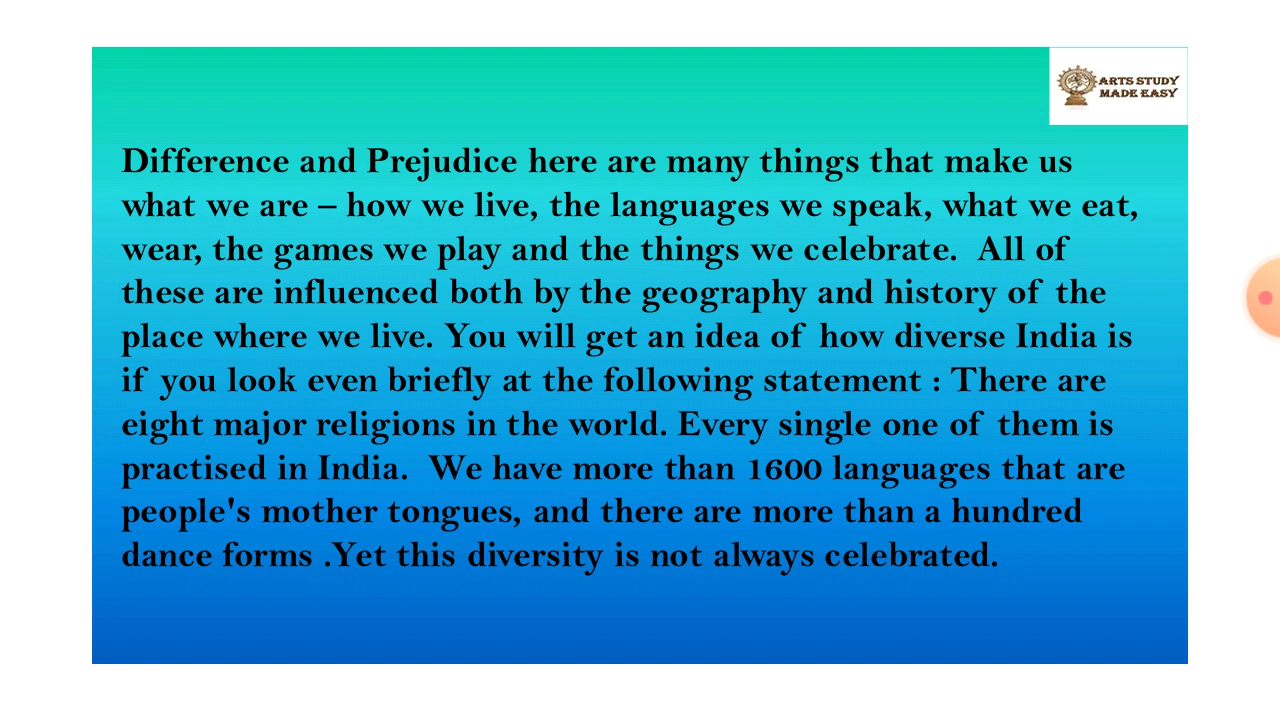 ARTS STUDY
MADE EASY
Difference and Prejudice here are many things that make us
what we are – how we live, the languages we speak, what we eat,
wear, the games we play and the things we celebrate.  All of
these are influenced both by the geography and history of the
place where we live. You will get an idea of how diverse India is
if you look even briefly at the following statement : There are
eight major religions in the world. Every single one of them is
practised in India.  We have more than 1600 languages that are
people's mother tongues, and there are more than a hundred
dance forms .Yet this diversity is not always celebrated.